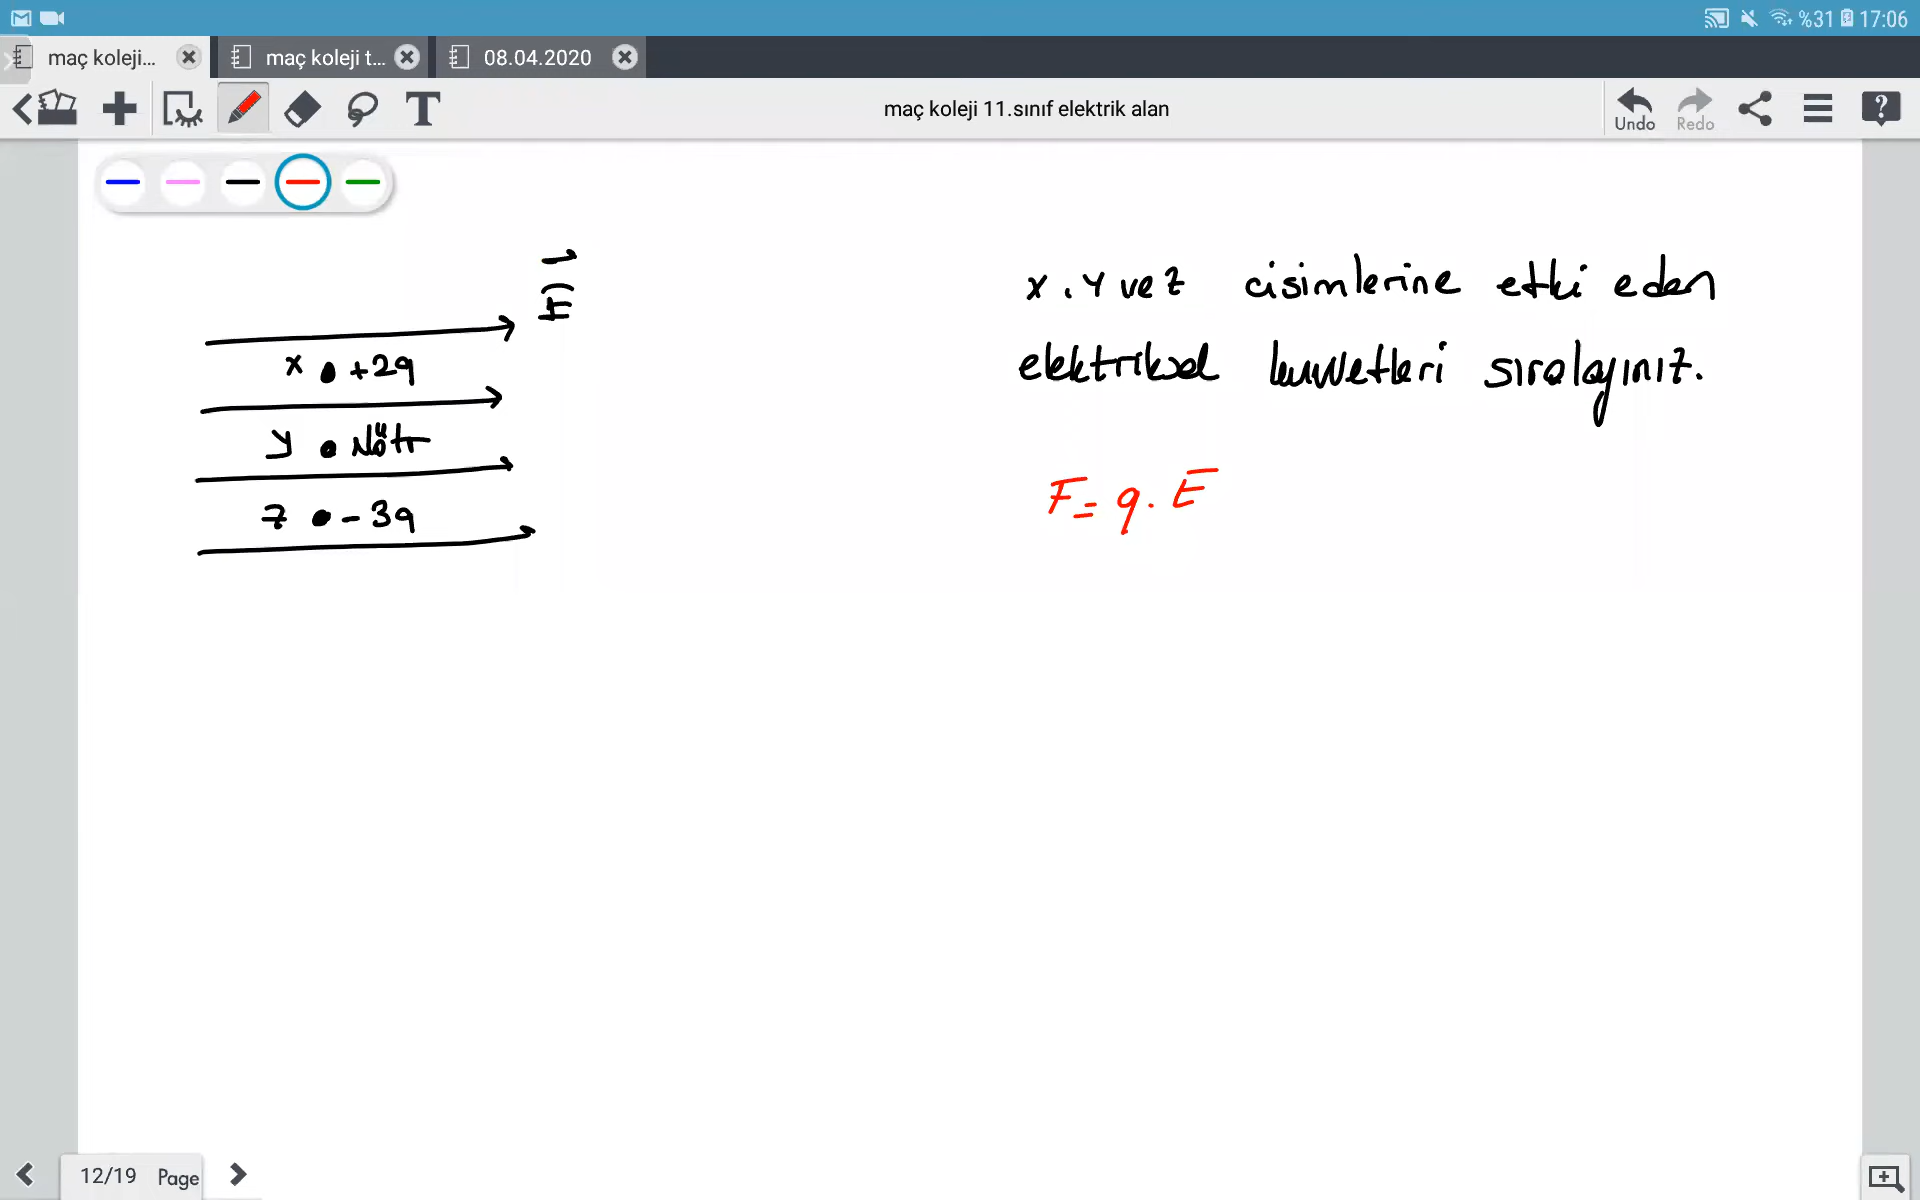 %31 17:06
maç koleji... maç koleji t... 08.04.2020
T maç koleji 11.sınıf elektrik alan Undo Redo ?
E
x +2q
y Nötr
z -3q
x, y ve z cisimlerine etki eden
elektriksel kuvvetleri sıralayınız.
F = q. E
12/19 Page